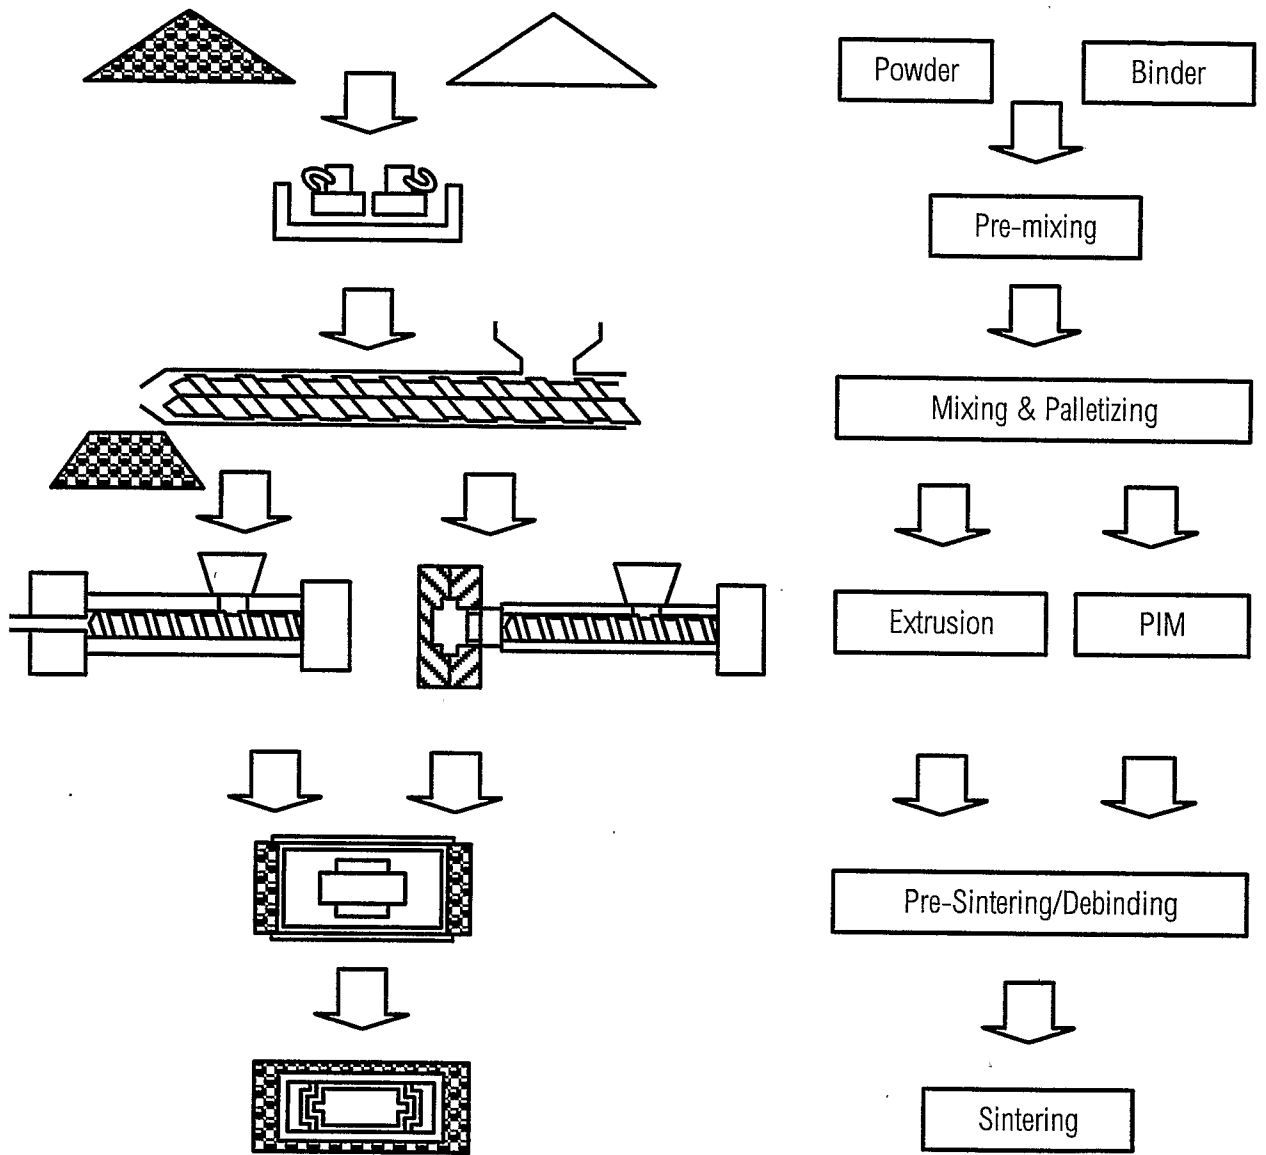 Powder
Binder
Pre-mixing
Mixing & Palletizing
Extrusion
PIM
Pre-Sintering/Debinding
Sintering